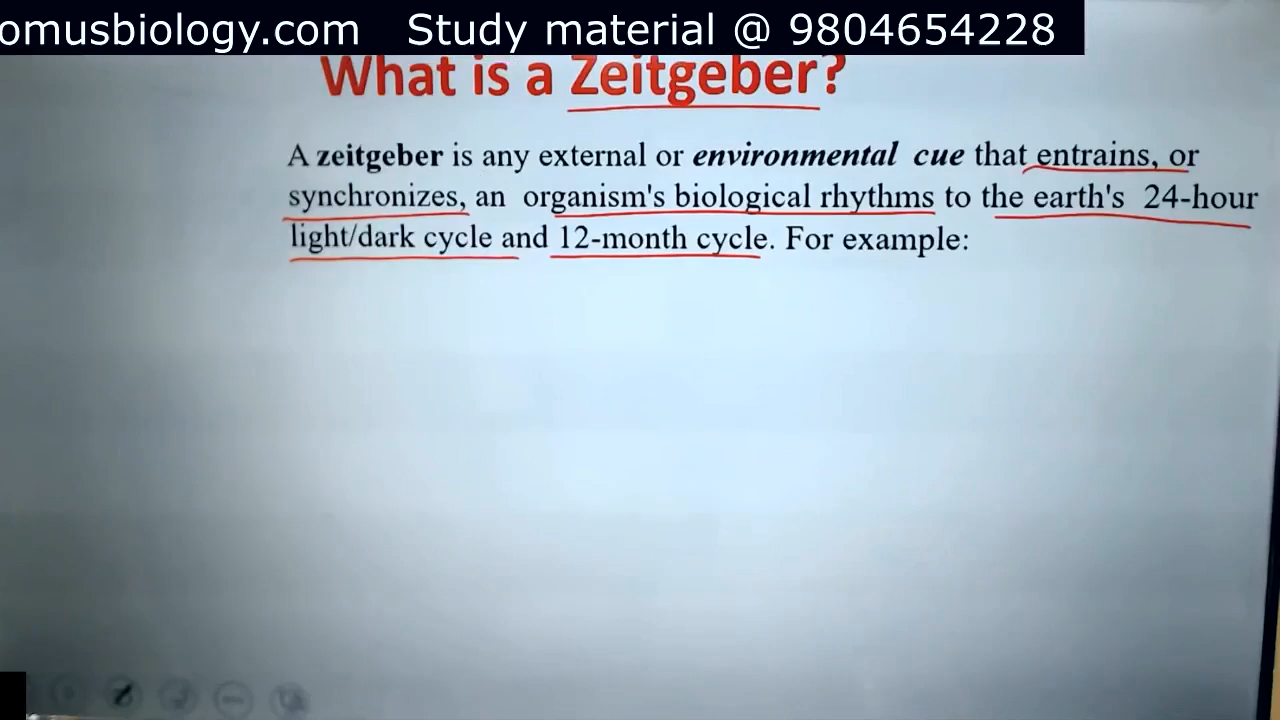 omusbiology.com Study material @ 9804654228
What is a Zeitgeber?
A zeitgeber is any external or environmental cue that entrains, or
synchronizes, an organism's biological rhythms to the earth's 24-hour
light/dark cycle and 12-month cycle. For example: